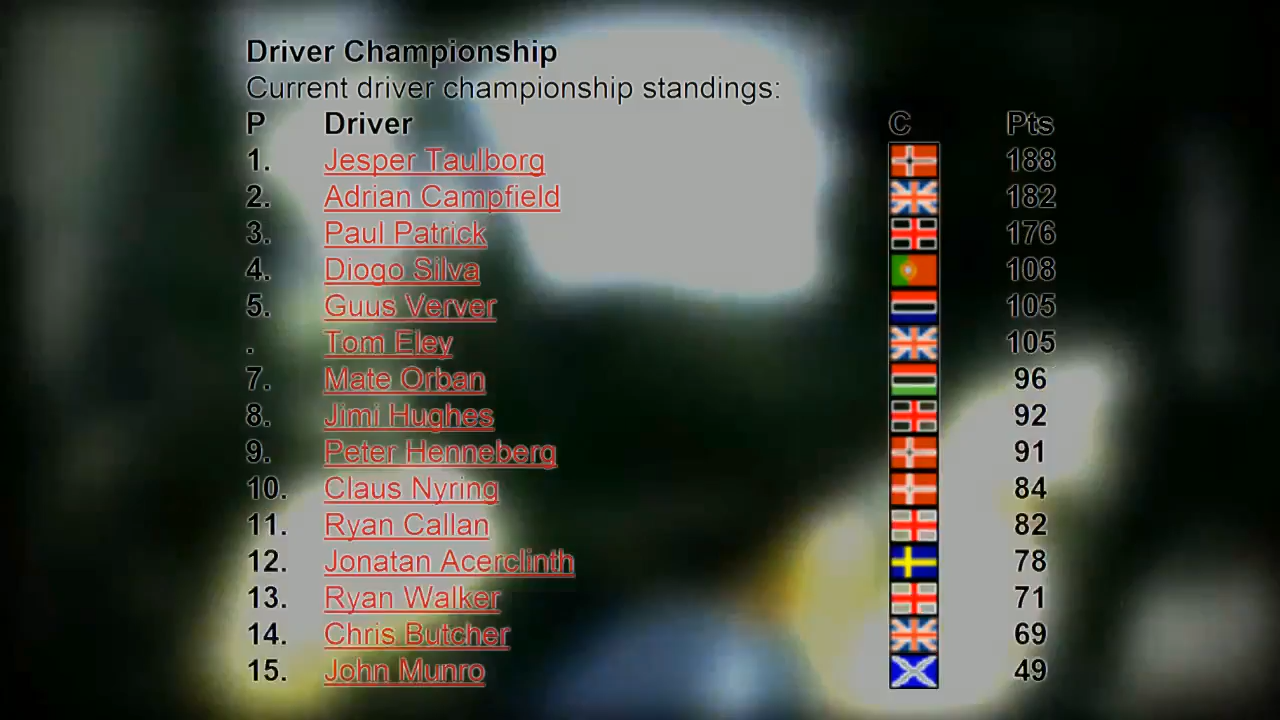 Driver Championship
Current driver championship standings:
P Driver C Pts
1. Jesper Taulborg 188
2. Adrian Campfield 182
3. Paul Patrick 176
4. Diogo Silva 108
5. Guus Verver 105
. Tom Eley 105
7. Mate Orban 96
8. Jimi Hughes 92
9. Peter Henneberg 91
10. Claus Nyring 84
11. Ryan Callan 82
12. Jonatan Acerclinth 78
13. Ryan Walker 71
14. Chris Butcher 69
15. John Munro 49